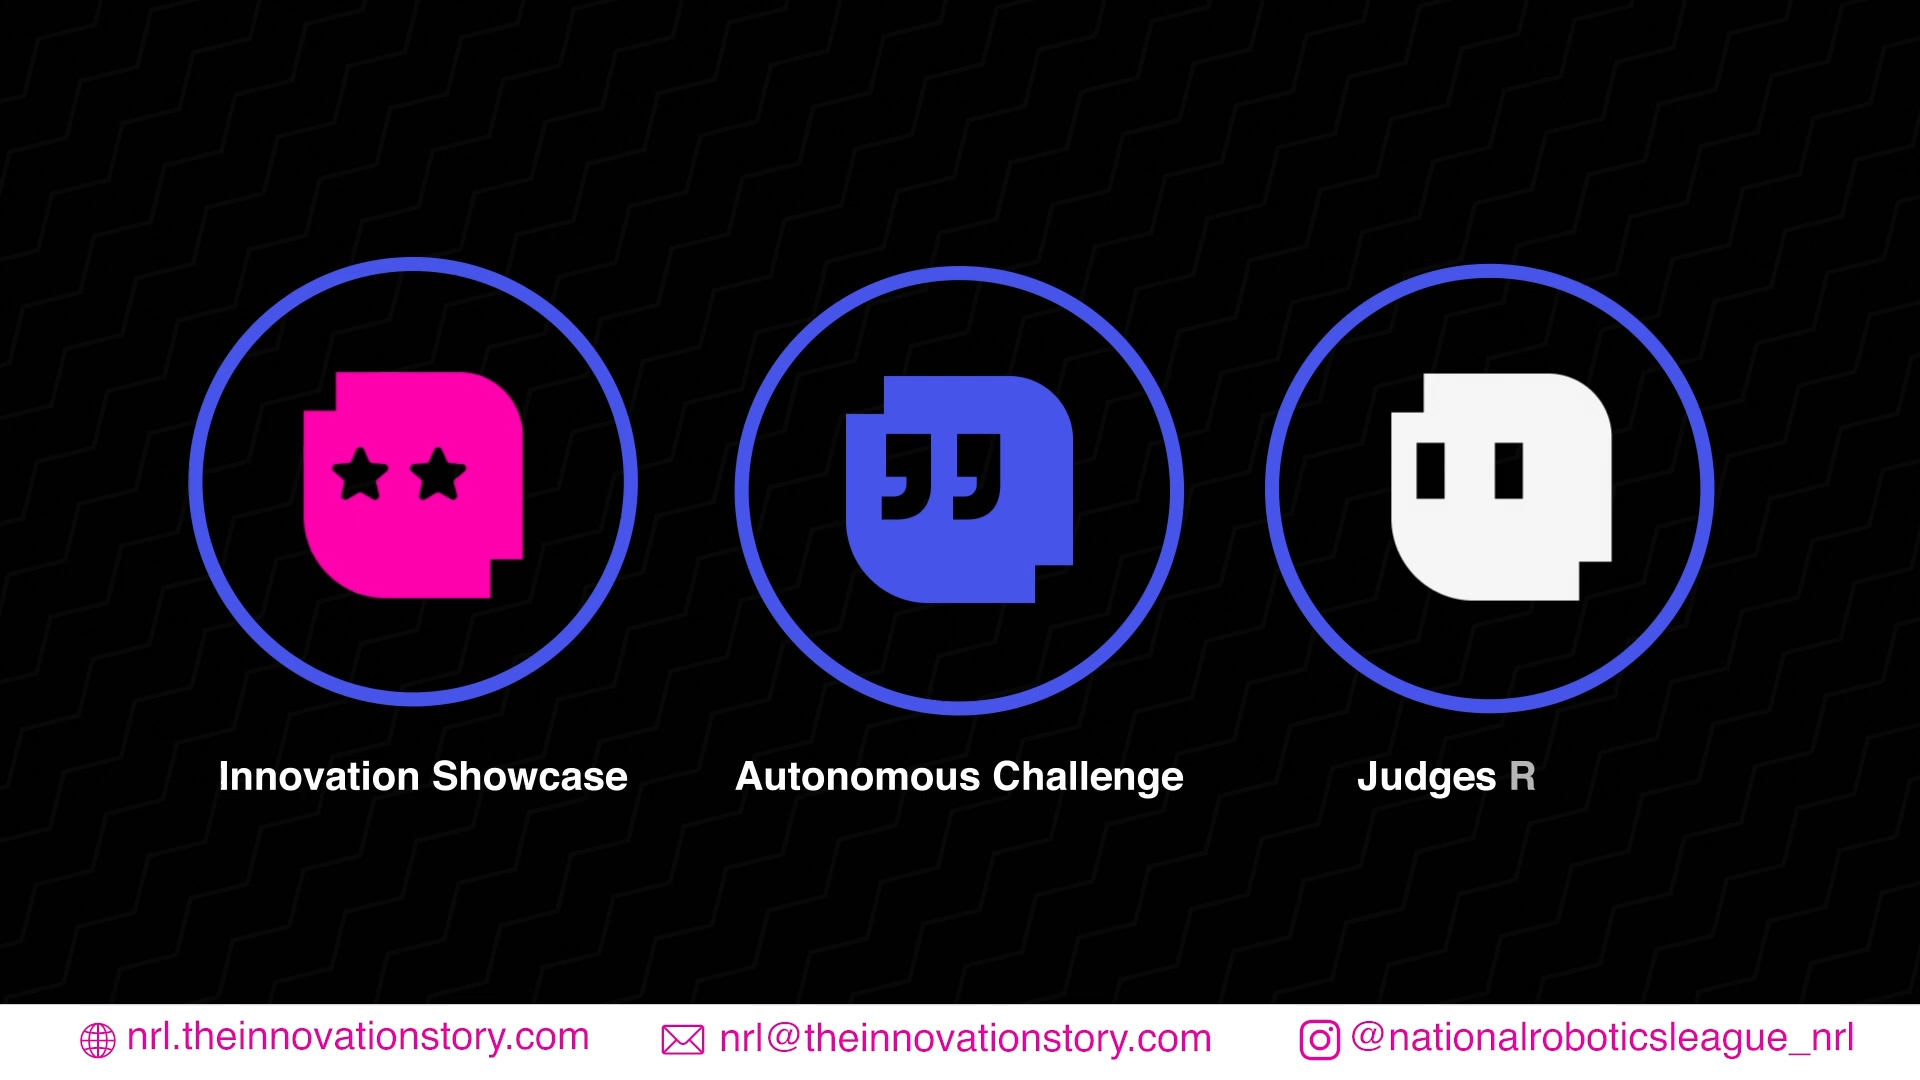 Innovation Showcase
Autonomous Challenge
Judges R
nrl.theinnovationstory.com
nrl@theinnovationstory.com
@nationalroboticsleague_nrl